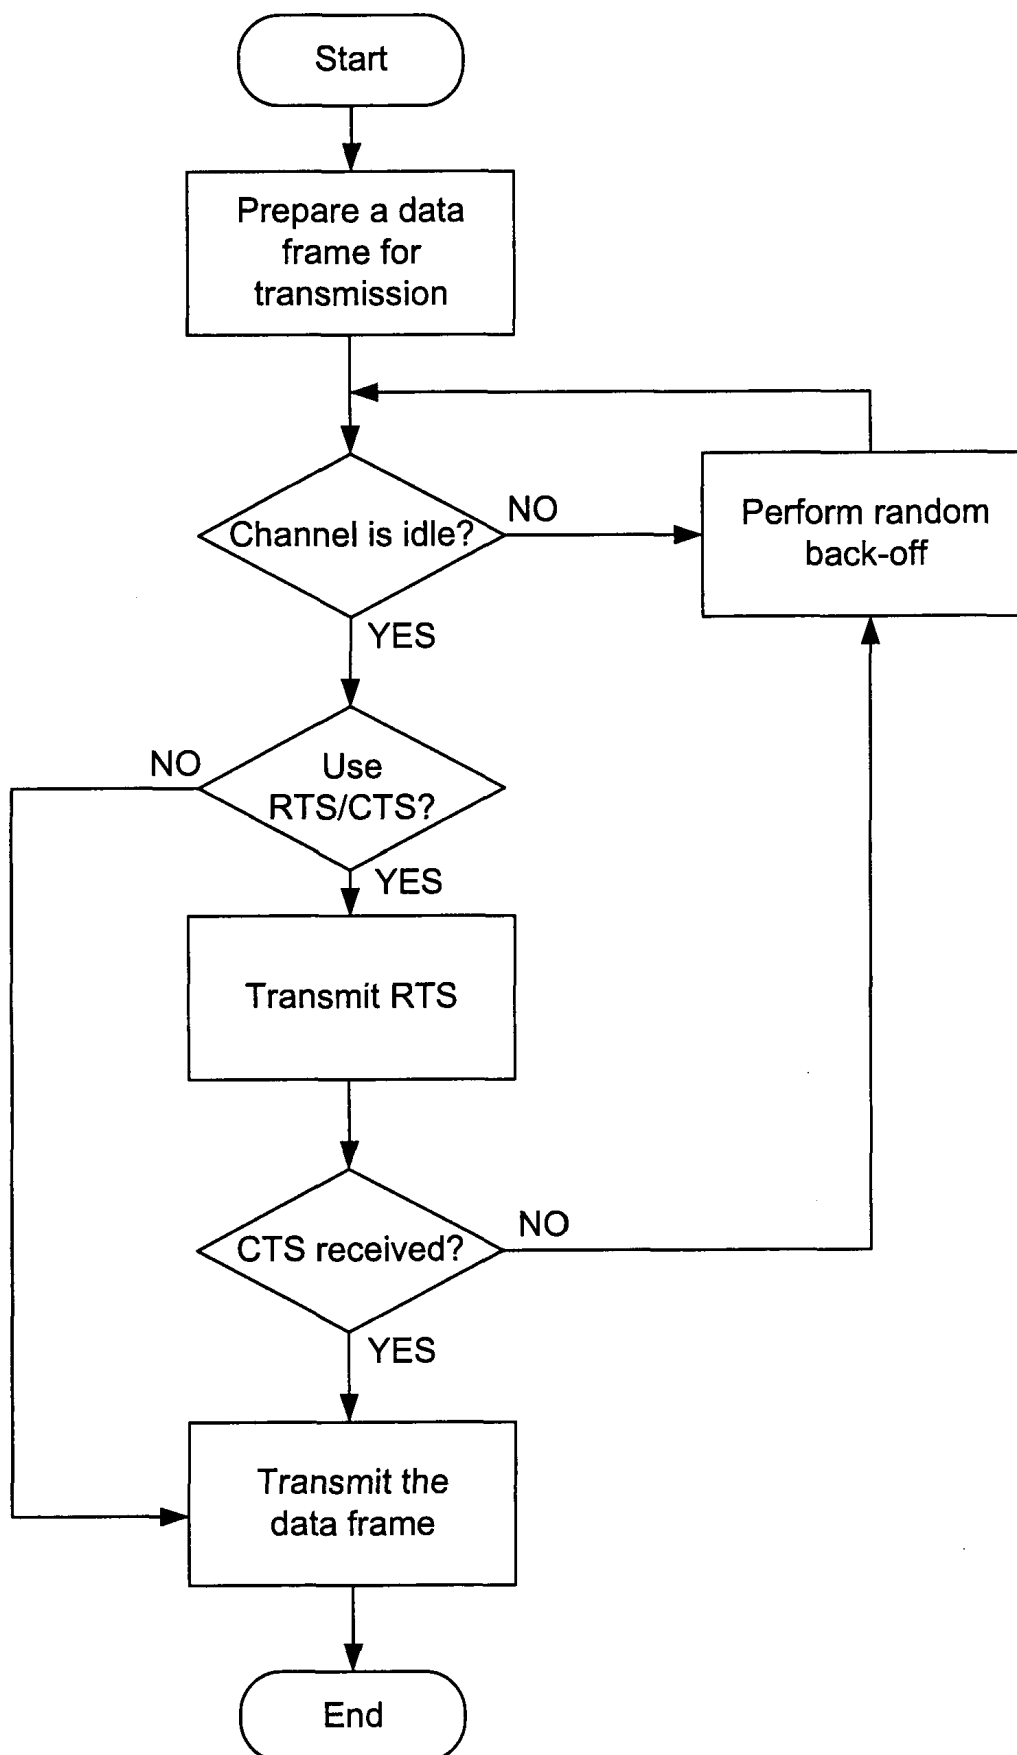 Start
Prepare a data
frame for
transmission
Channel is idle?
NO
Perform random
back-off
YES
NO
Use
RTS/CTS?
YES
Transmit RTS
CTS received?
NO
YES
Transmit the
data frame
End